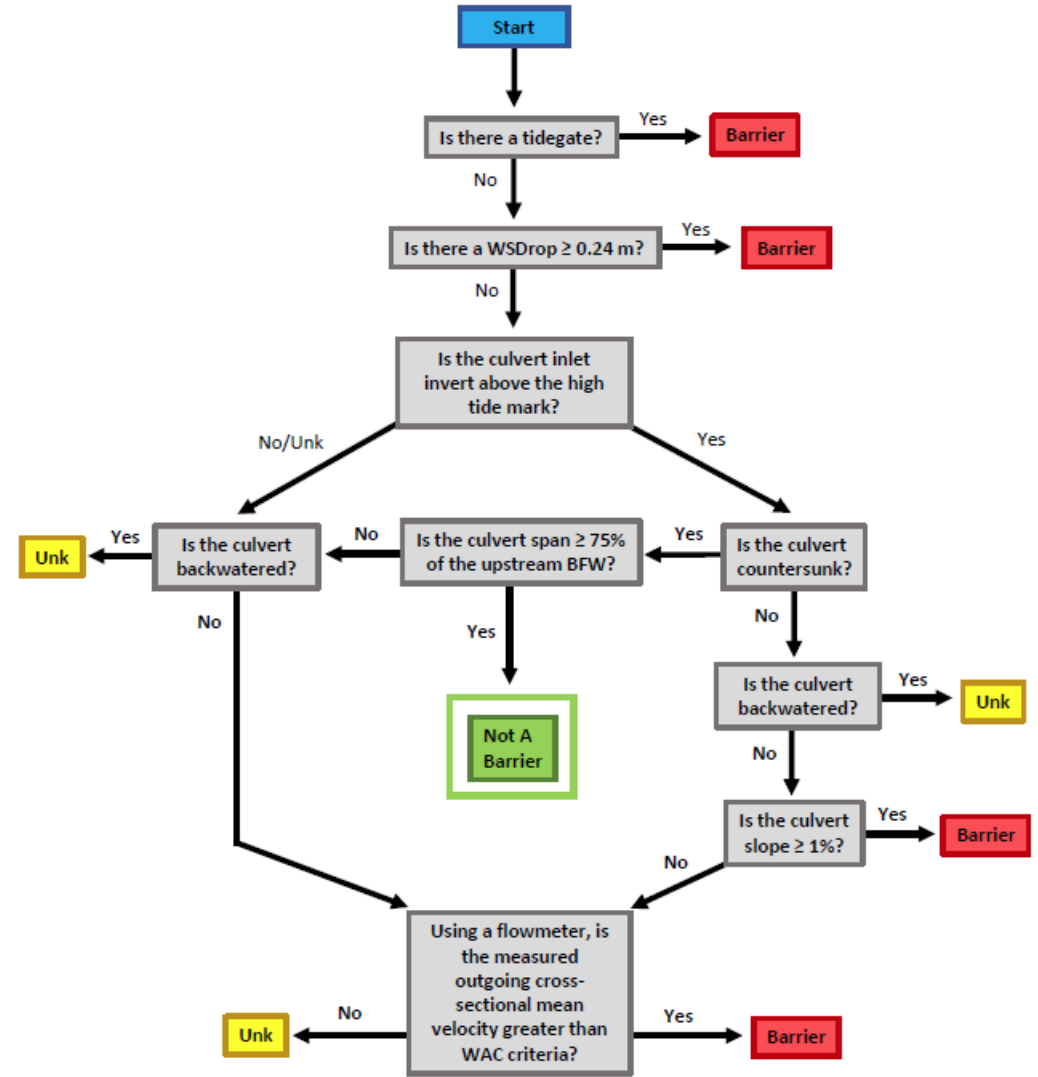 Start
Is there a tidegate?
Yes
Barrier
No
Is there a WSDrop ≥ 0.24 m?
Yes
Barrier
No
Is the culvert inlet
invert above the high
tide mark?
No/Unk
Yes
Unk
Yes
Is the culvert
backwatered?
No
Is the culvert span ≥ 75%
of the upstream BFW?
Yes
Is the culvert
countersunk?
No
Yes
No
Not A
Barrier
Is the culvert
backwatered?
Yes
Unk
No
Is the culvert
slope ≥ 1%?
Yes
Barrier
No
Using a flowmeter, is
the measured
outgoing cross-
sectional mean
velocity greater than
WAC criteria?
No
Unk
Yes
Barrier